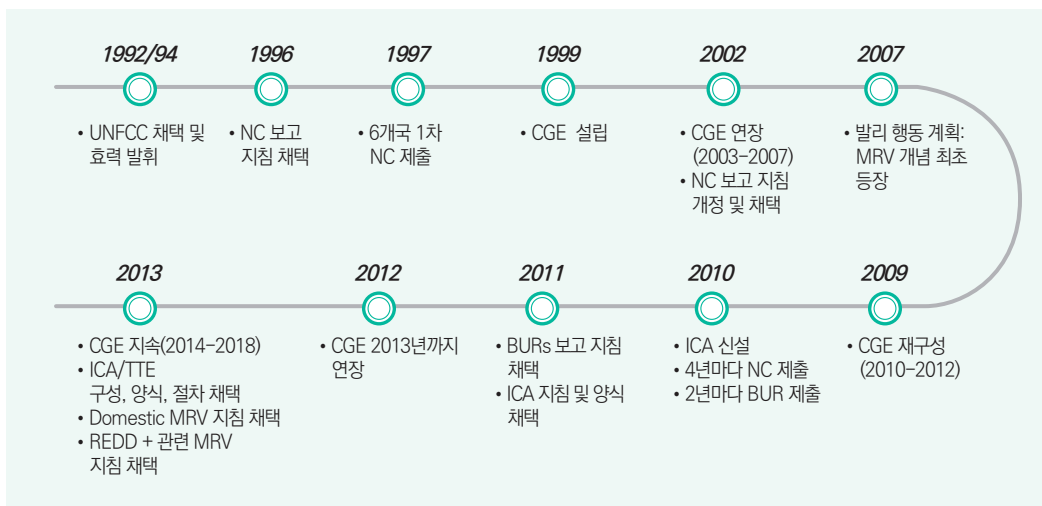 1992/94
• UNFCC 채택 및
효력 발휘
1996
• NC 보고
지침 채택
1997
• 6개국 1차
NC 제출
1999
• CGE 설립
2002
• CGE 연장
(2003-2007)
• NC 보고 지침
개정 및 채택
2007
• 발리 행동 계획:
MRV 개념 최초
등장
2013
• CGE 지속(2014-2018)
• ICA/TTE
구성, 양식, 절차 채택
• Domestic MRV 지침 채택
• REDD + 관련 MRV
지침 채택
2012
• CGE 2013년까지
연장
2011
• BURs 보고 지침
채택
• ICA 지침 및 양식
채택
2010
• ICA 신설
• 4년마다 NC 제출
• 2년마다 BUR 제출
2009
• CGE 재구성
(2010-2012)